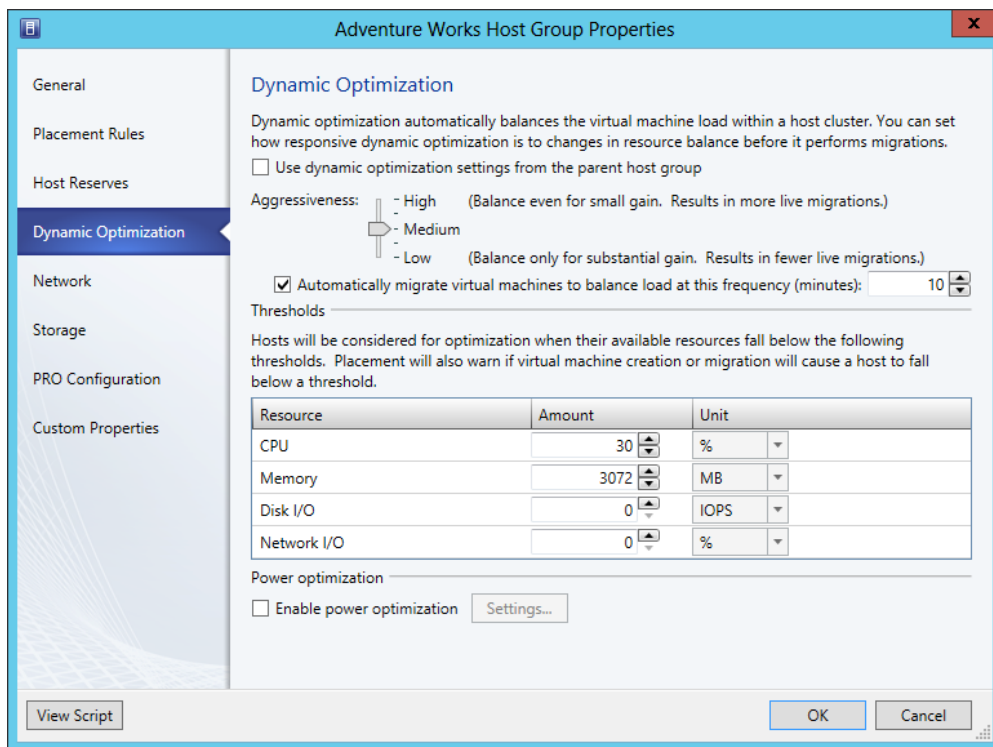 Adventure Works Host Group Properties
x
General
Placement Rules
Host Reserves
Dynamic Optimization
Network
Storage
PRO Configuration
Custom Properties
Dynamic Optimization
Dynamic optimization automatically balances the virtual machine load within a host cluster. You can set
how responsive dynamic optimization is to changes in resource balance before it performs migrations.
Use dynamic optimization settings from the parent host group
Aggressiveness: - High (Balance even for small gain. Results in more live migrations.)
-
- Medium
-
- Low (Balance only for substantial gain. Results in fewer live migrations.)
Automatically migrate virtual machines to balance load at this frequency (minutes): 10
Thresholds
Hosts will be considered for optimization when their available resources fall below the following
thresholds. Placement will also warn if virtual machine creation or migration will cause a host to fall
below a threshold.
Resource Amount Unit
CPU 30 %
Memory 3072 MB
Disk I/O 0 IOPS
Network I/O 0 %
Power optimization
Enable power optimization Settings...
View Script OK Cancel